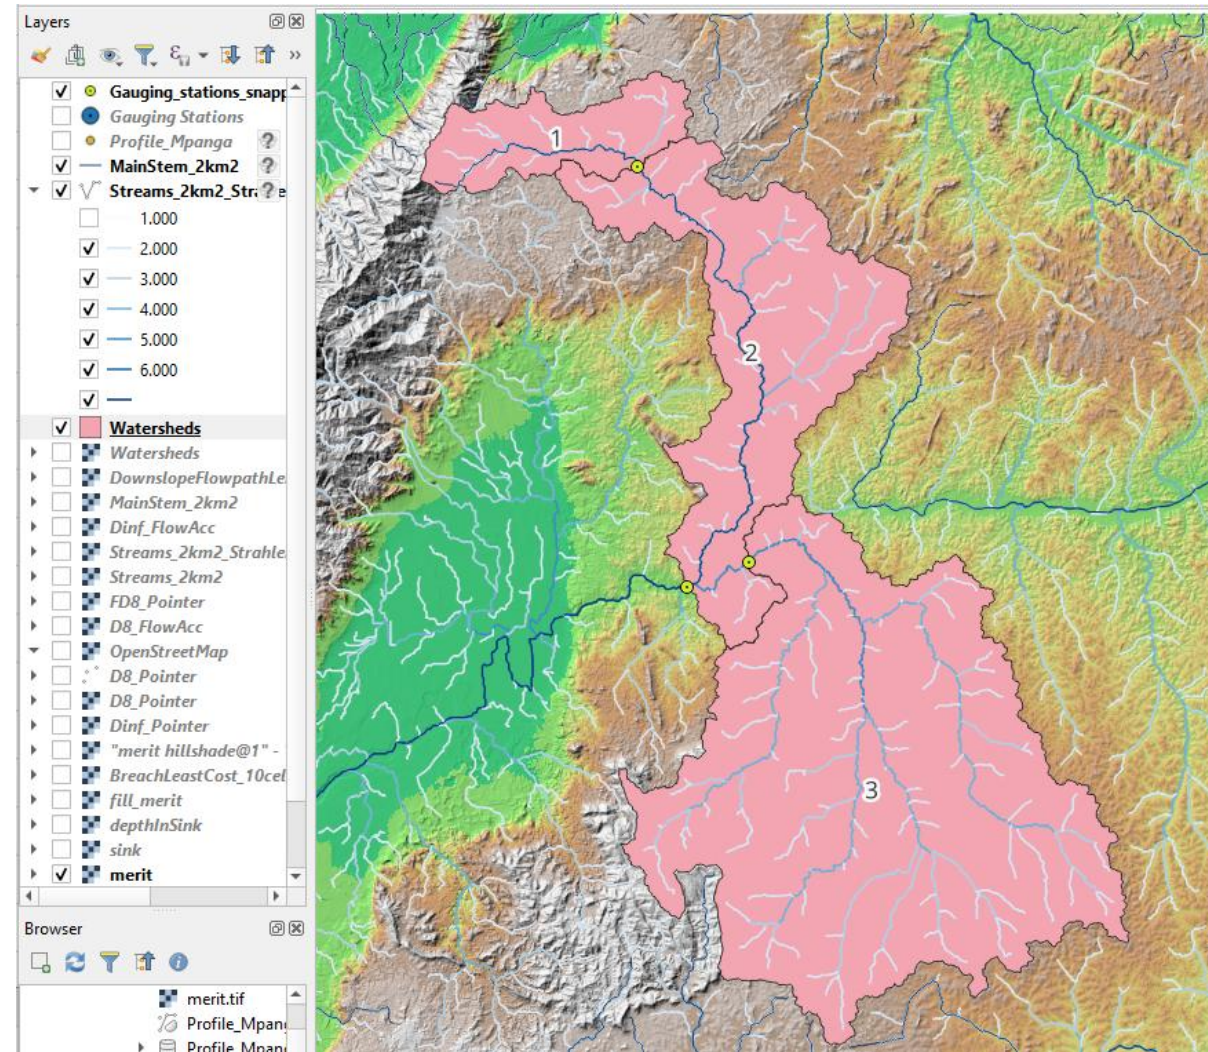 Layers
Gauging_stations_snapp
Gauging Stations
Profile_Mpanga ?
MainStem_2km2 ?
Streams_2km2_Stra ? e
1.000
2.000
3.000
4.000
5.000
6.000
Watersheds
Watersheds
DownslopeFlowpathLe
MainStem_2km2
Dinf_FlowAcc
Streams_2km2_Strahle
Streams_2km2
FD8_Pointer
D8_FlowAcc
OpenStreetMap
D8_Pointer
D8_Pointer
Dinf_Pointer
"merit hillshade@1" -
BreachLeastCost_10cel
fill_merit
depthInSink
sink
merit
Browser
merit.tif
Profile_Mpan
Profile_Mpan
1
2
3